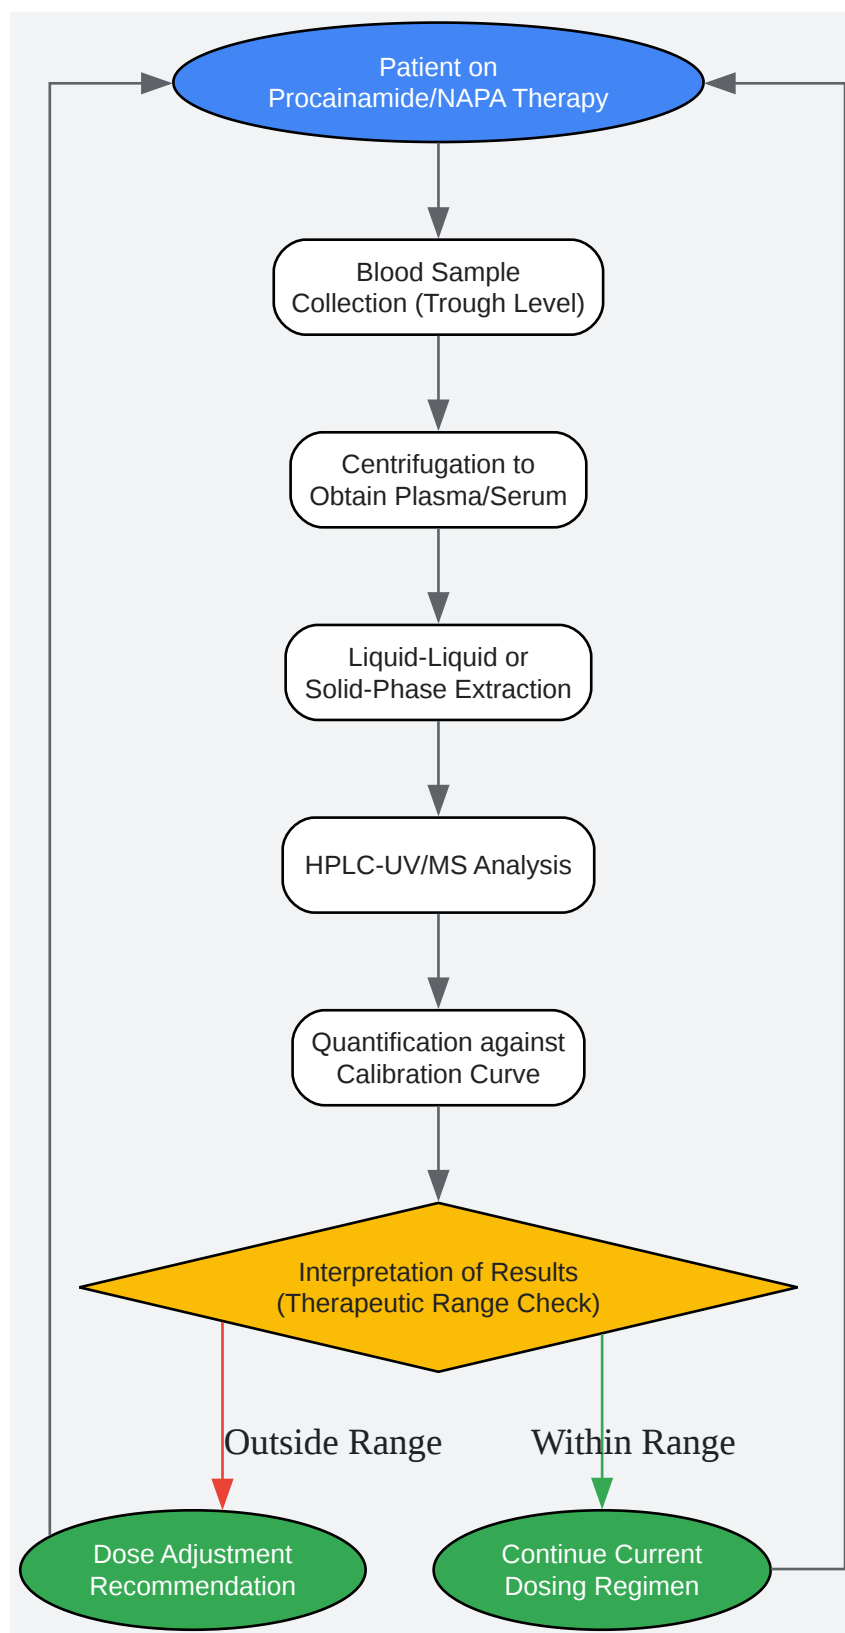 Patient on
Procainamide/NAPA Therapy
Blood Sample
Collection (Trough Level)
Centrifugation to
Obtain Plasma/Serum
Liquid-Liquid or
Solid-Phase Extraction
HPLC-UV/MS Analysis
Quantification against
Calibration Curve
Interpretation of Results
(Therapeutic Range Check)
Outside Range
Within Range
Dose Adjustment
Recommendation
Continue Current
Dosing Regimen